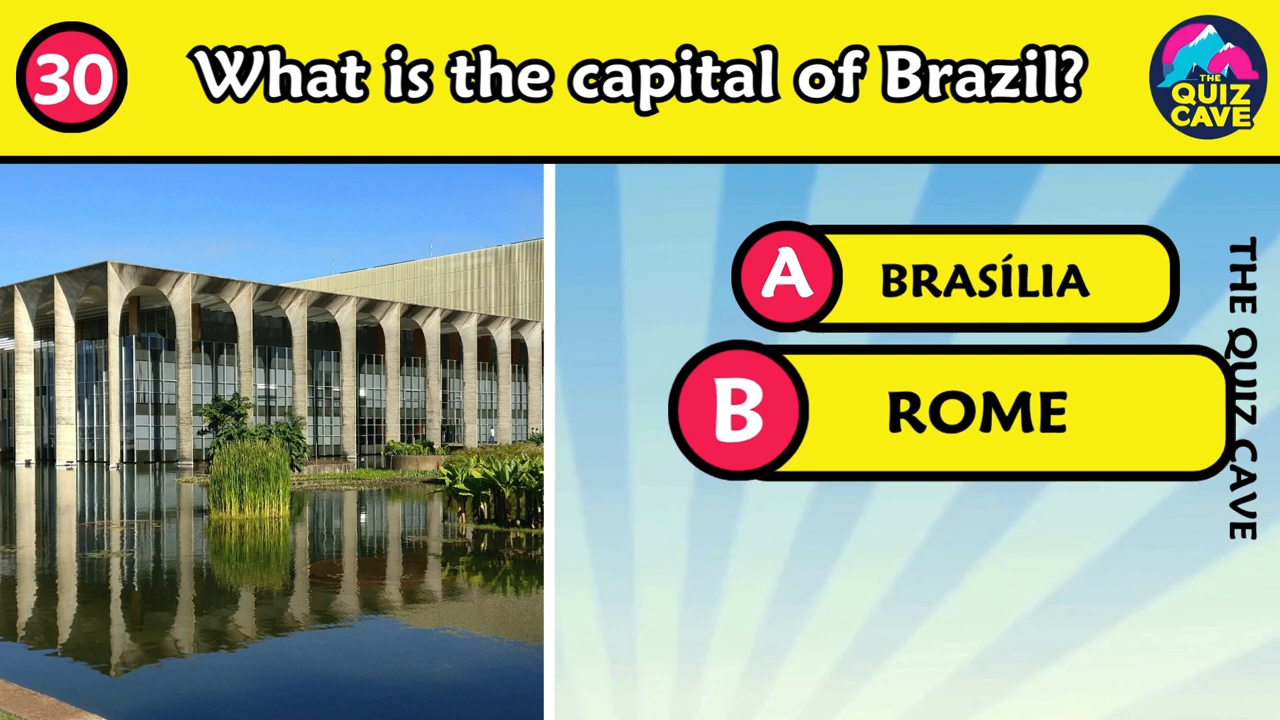 30
What is the capital of Brazil?
THE
QUIZ
CAVE
A
BRASÍLIA
B
ROME
THE QUIZ CAVE